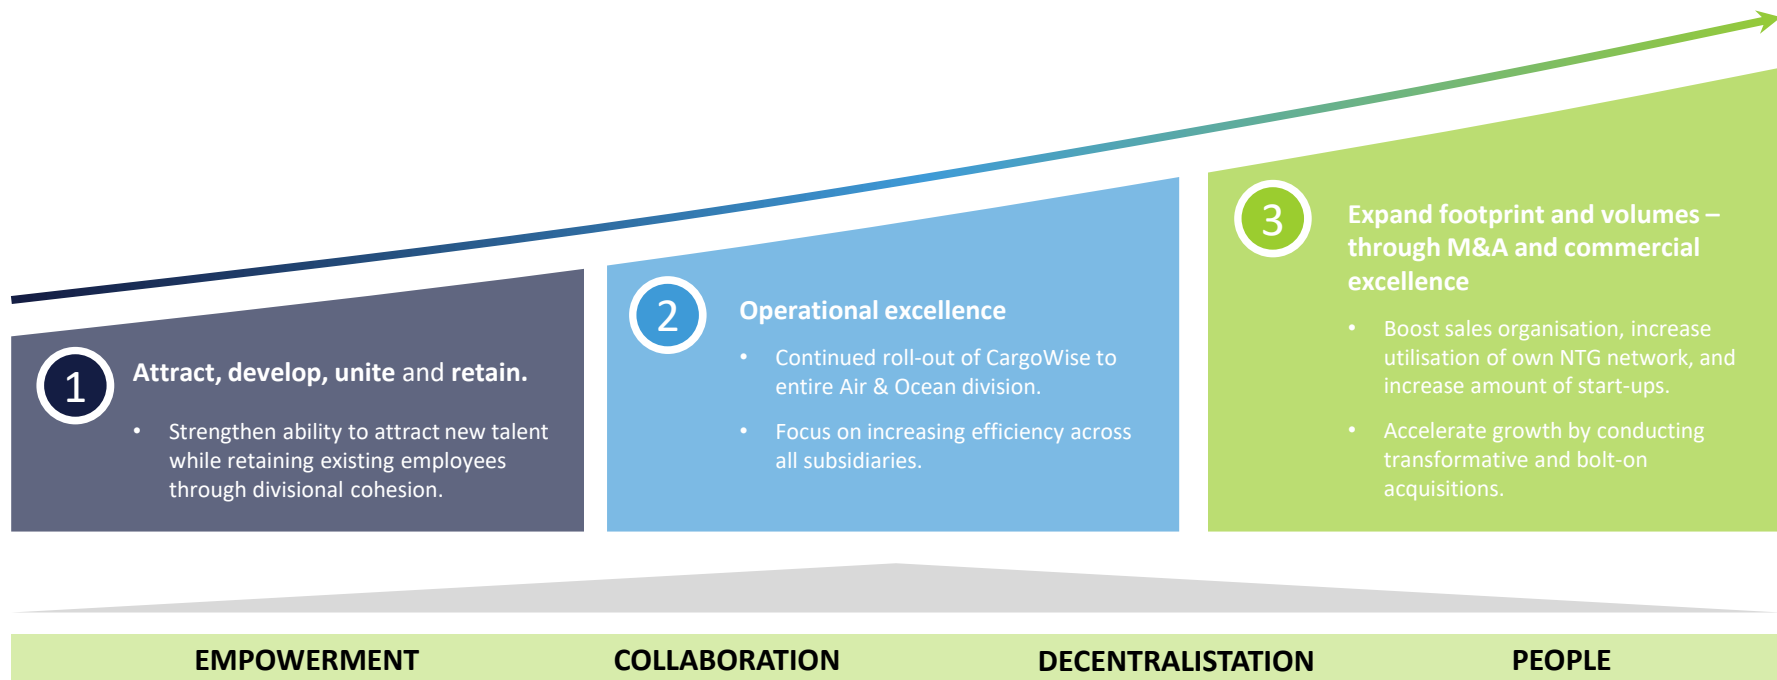 1
Attract, develop, unite and retain.
• Strengthen ability to attract new talent
while retaining existing employees
through divisional cohesion.
2
Operational excellence
• Continued roll-out of CargoWise to
entire Air & Ocean division.
• Focus on increasing efficiency across
all subsidiaries.
3
Expand footprint and volumes –
through M&A and commercial
excellence
• Boost sales organisation, increase
utilisation of own NTG network, and
increase amount of start-ups.
• Accelerate growth by conducting
transformative and bolt-on
acquisitions.
EMPOWERMENT COLLABORATION DECENTRALISTATION PEOPLE